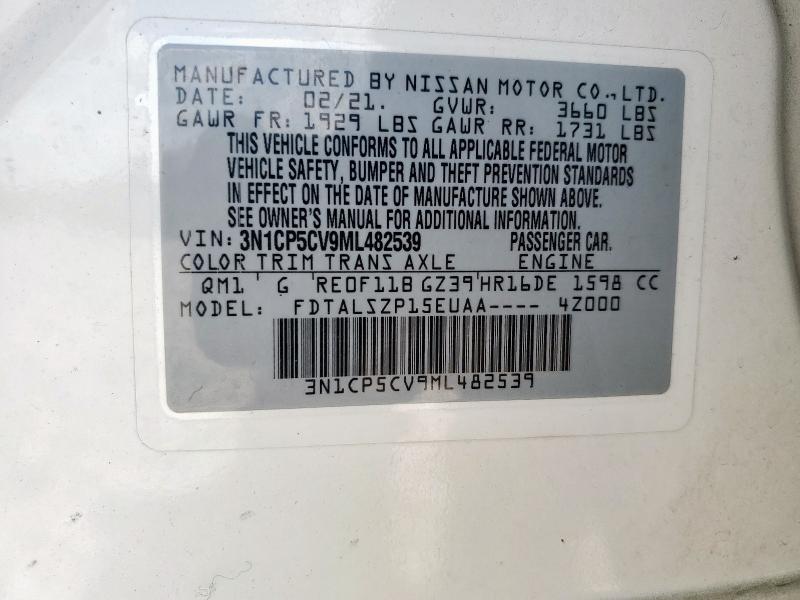 MANUFACTURED BY NISSAN MOTOR CO.,LTD.
DATE: 02/21. GVWR: 3660 LBS
GAWR FR: 1929 LBS GAWR RR: 1731 LBS
THIS VEHICLE CONFORMS TO ALL APPLICABLE FEDERAL MOTOR
VEHICLE SAFETY, BUMPER AND THEFT PREVENTION STANDARDS
IN EFFECT ON THE DATE OF MANUFACTURE SHOWN ABOVE.
SEE OWNER'S MANUAL FOR ADDITIONAL INFORMATION.
VIN: 3N1CP5CV9ML482539 PASSENGER CAR.
COLOR TRIM TRANS AXLE ENGINE
QM1 G RE0F11B GZ39 HR16DE 1598 CC
MODEL: FDTALSZP15EUAA---- 4Z000
3N1CP5CV9ML482539